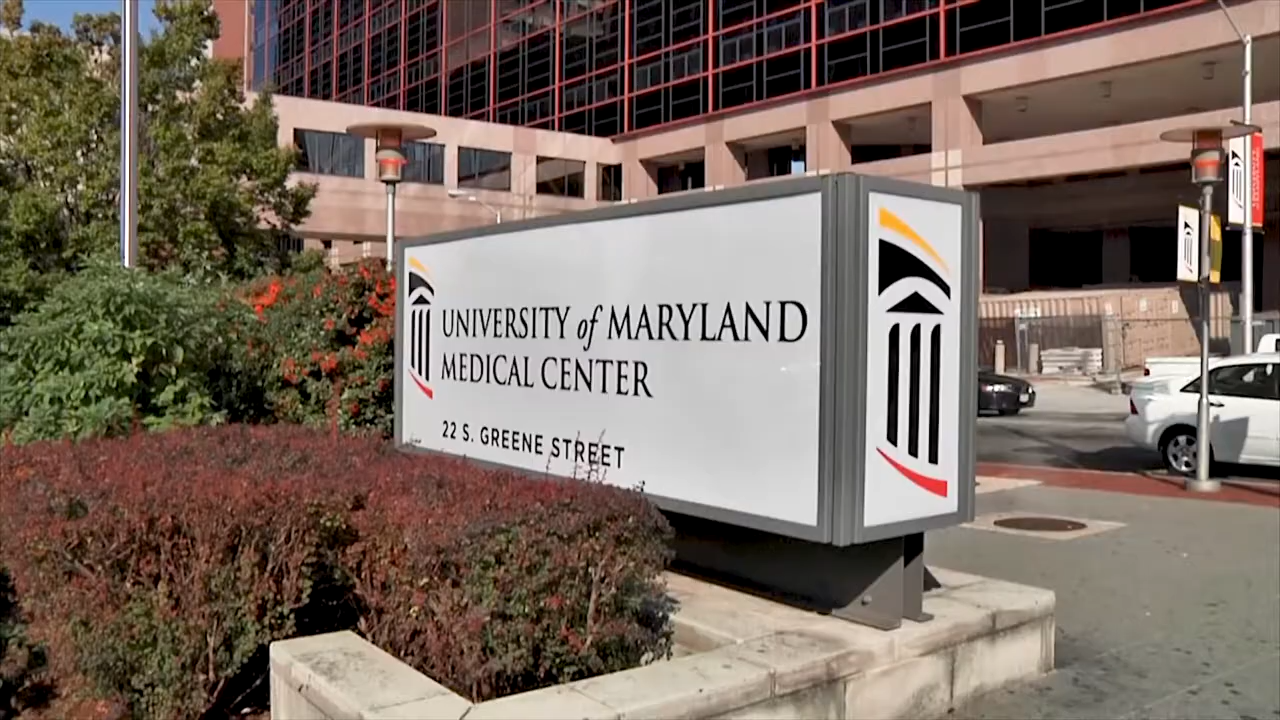 UNIVERSITY of MARYLAND
MEDICAL CENTER
22 S. GREENE STREET